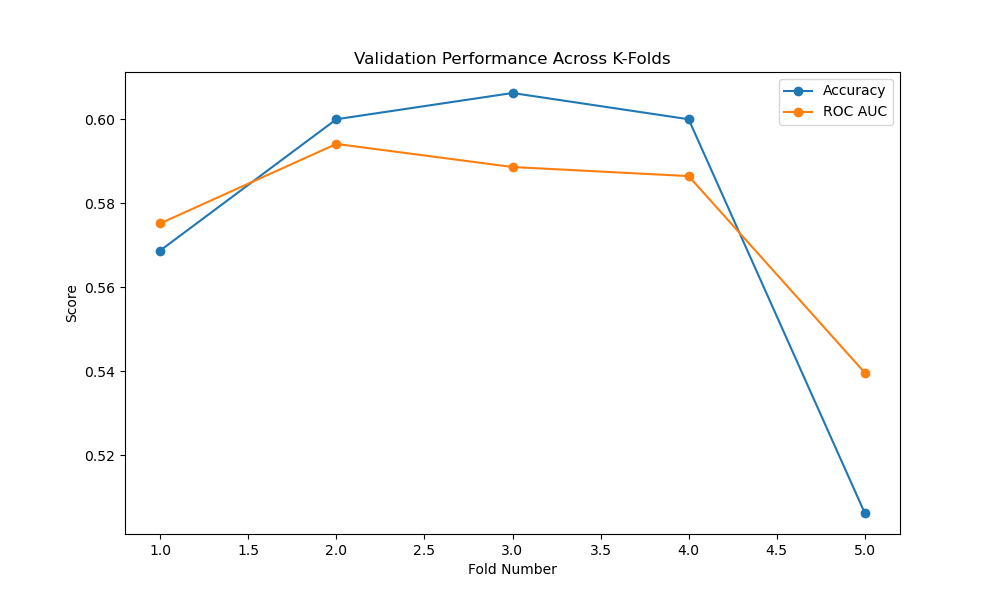 Validation Performance Across K-Folds
Accuracy
ROC AUC
0.60
0.58
0.56
0.54
0.52
Score
1.0 1.5 2.0 2.5 3.0 3.5 4.0 4.5 5.0
Fold Number